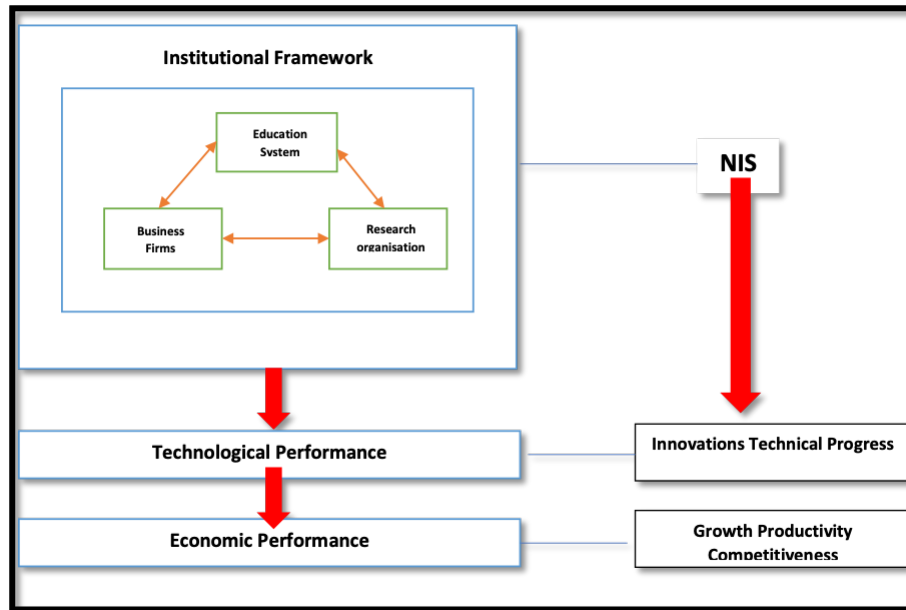 Institutional Framework
Education
System
Business
Firms
Research
organisation
NIS
Technological Performance
Innovations Technical Progress
Economic Performance
Growth Productivity
Competitiveness